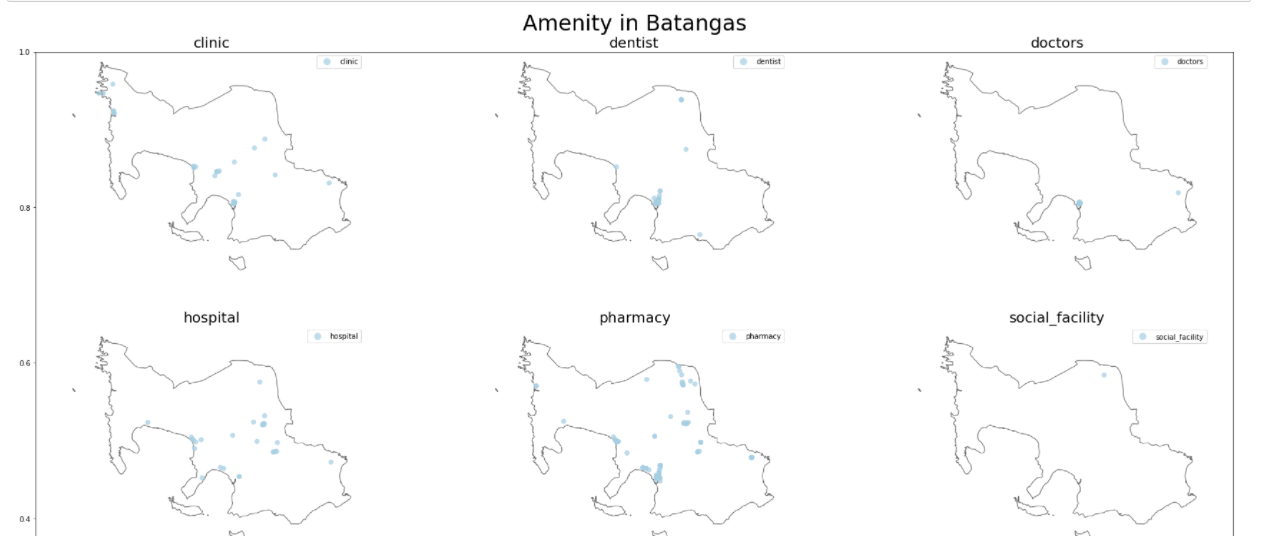 Amenity in Batangas
clinic
dentist
doctors
1.0
clinic
dentist
doctors
0.8
hospital
pharmacy
social_facility
hospital
pharmacy
social_facility
0.6
0.4